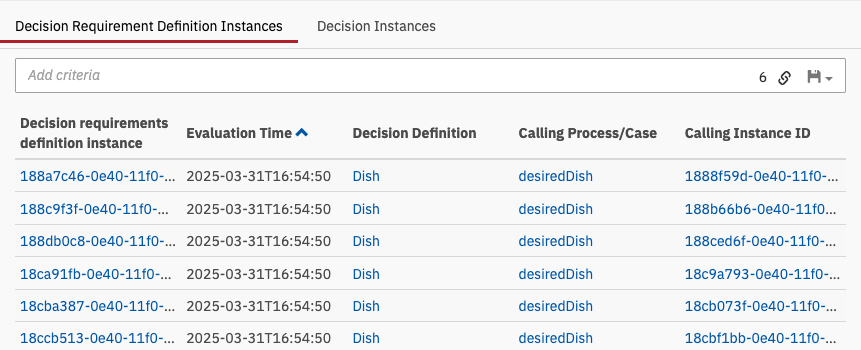 Decision Requirement Definition Instances Decision Instances
Add criteria 6
Decision requirements definition instance Evaluation Time Decision Definition Calling Process/Case Calling Instance ID
188a7c46-0e40-11f0-... 2025-03-31T16:54:50 Dish desiredDish 1888f59d-0e40-11f0-...
188c9f3f-0e40-11f0-... 2025-03-31T16:54:50 Dish desiredDish 188b66b6-0e40-11f0...
188db0c8-0e40-11f0-... 2025-03-31T16:54:50 Dish desiredDish 188ced6f-0e40-11f0-...
18ca91fb-0e40-11f0-... 2025-03-31T16:54:50 Dish desiredDish 18c9a793-0e40-11f0-...
18cba387-0e40-11f0-... 2025-03-31T16:54:50 Dish desiredDish 18cb073f-0e40-11f0-...
18ccb513-0e40-11f0-... 2025-03-31T16:54:50 Dish desiredDish 18cbf1bb-0e40-11f0-...